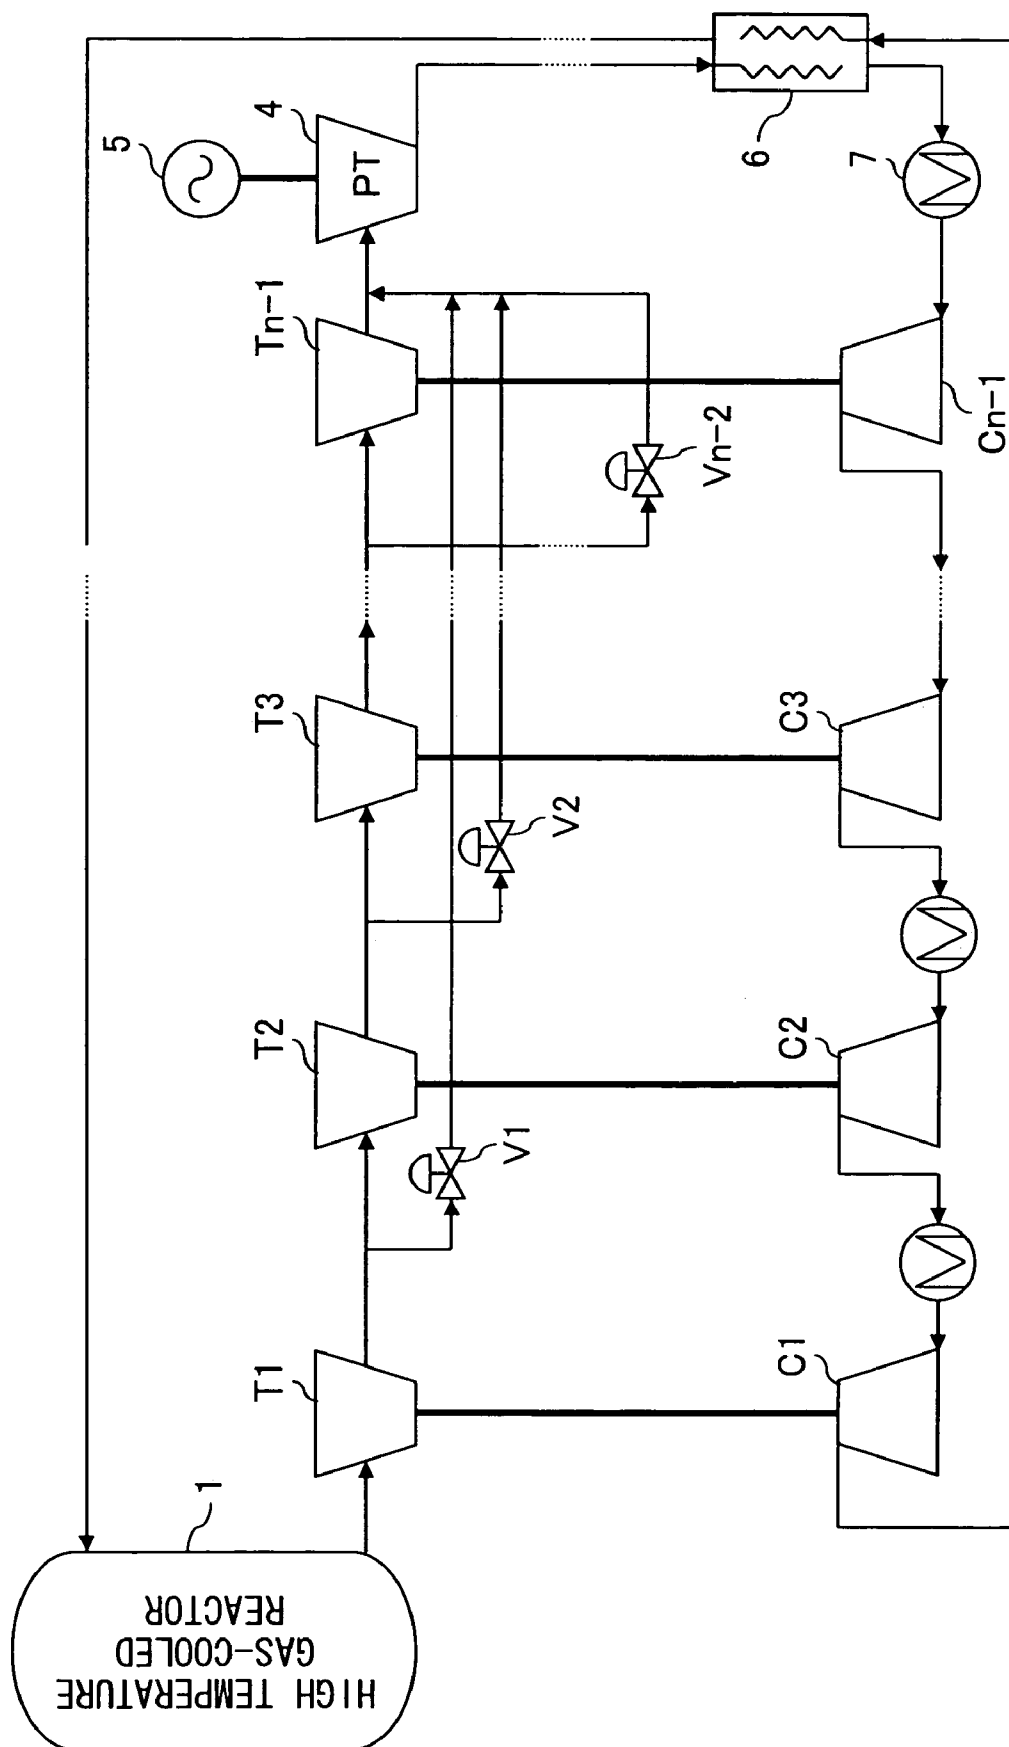 HIGH TEMPERATURE
GAS-COOLED
REACTOR
1
T1
T2
T3
Tn-1
4
PT
5
V1
V2
Vn-2
6
7
C1
C2
C3
Cn-1